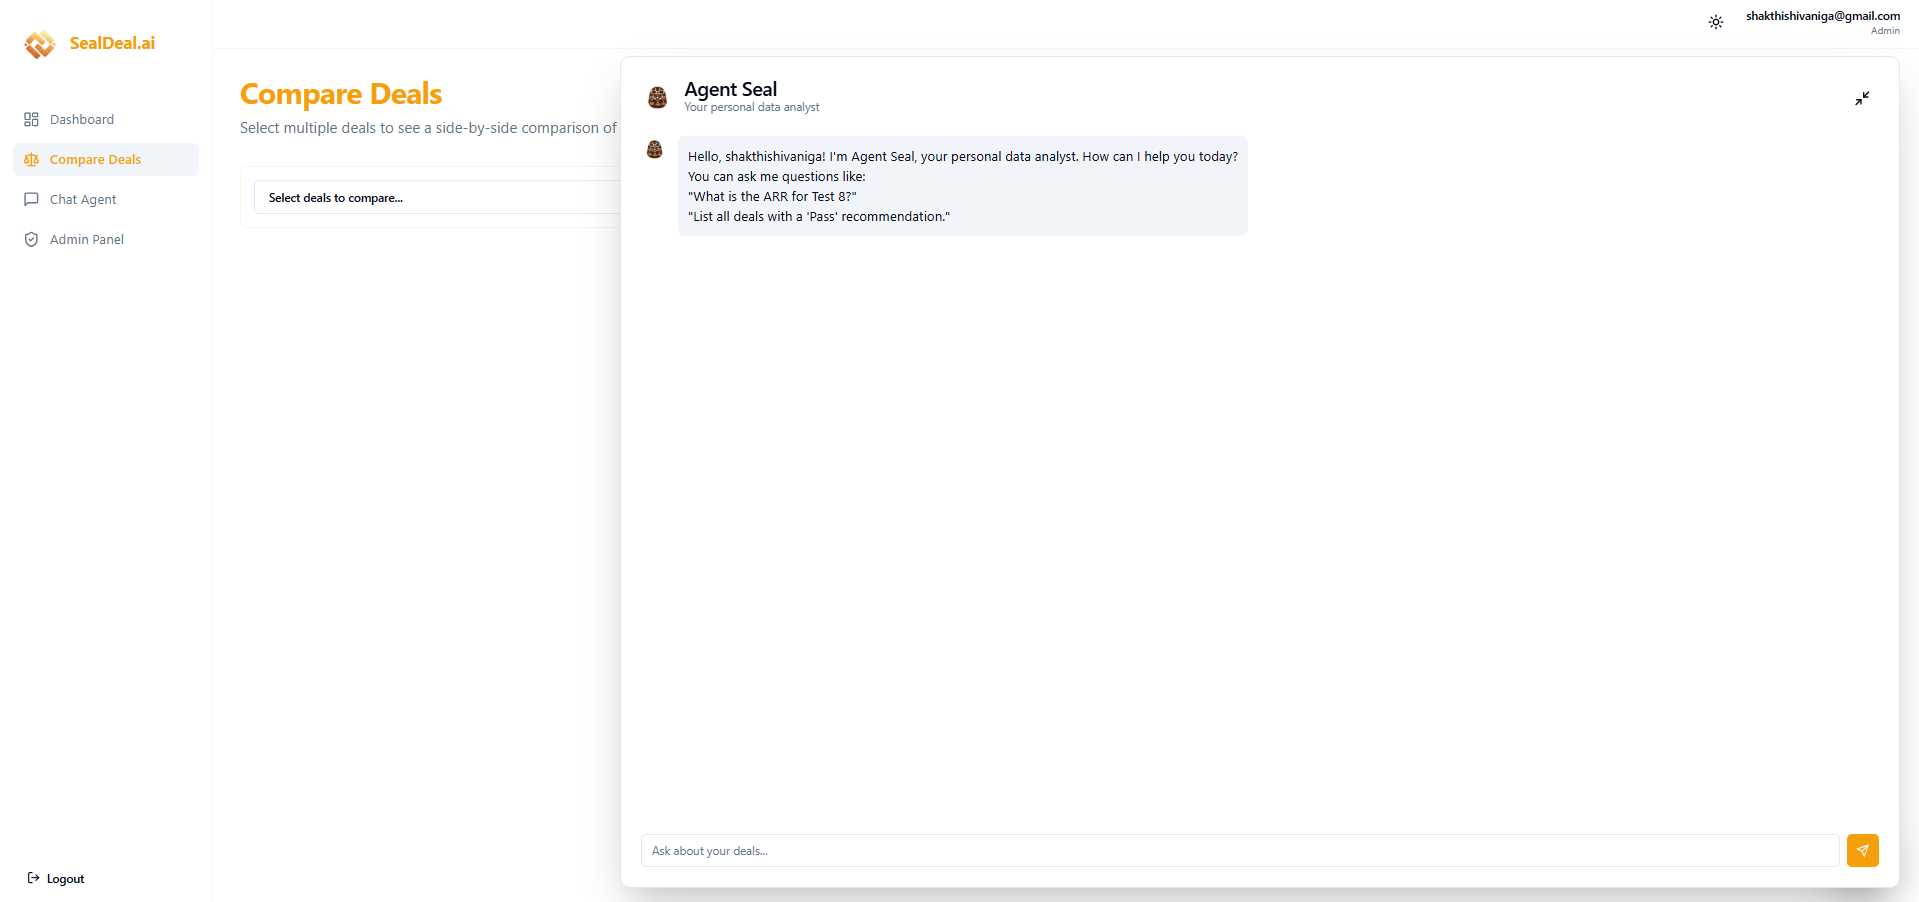 SealDeal.ai
Dashboard
Compare Deals
Chat Agent
Admin Panel
Logout
shakthishivaniga@gmail.com
Admin
Compare Deals
Select multiple deals to see a side-by-side comparison of
Select deals to compare...
Agent Seal
Your personal data analyst
Hello, shakthishivaniga! I'm Agent Seal, your personal data analyst. How can I help you today?
You can ask me questions like:
"What is the ARR for Test 8?"
"List all deals with a 'Pass' recommendation."
Ask about your deals...